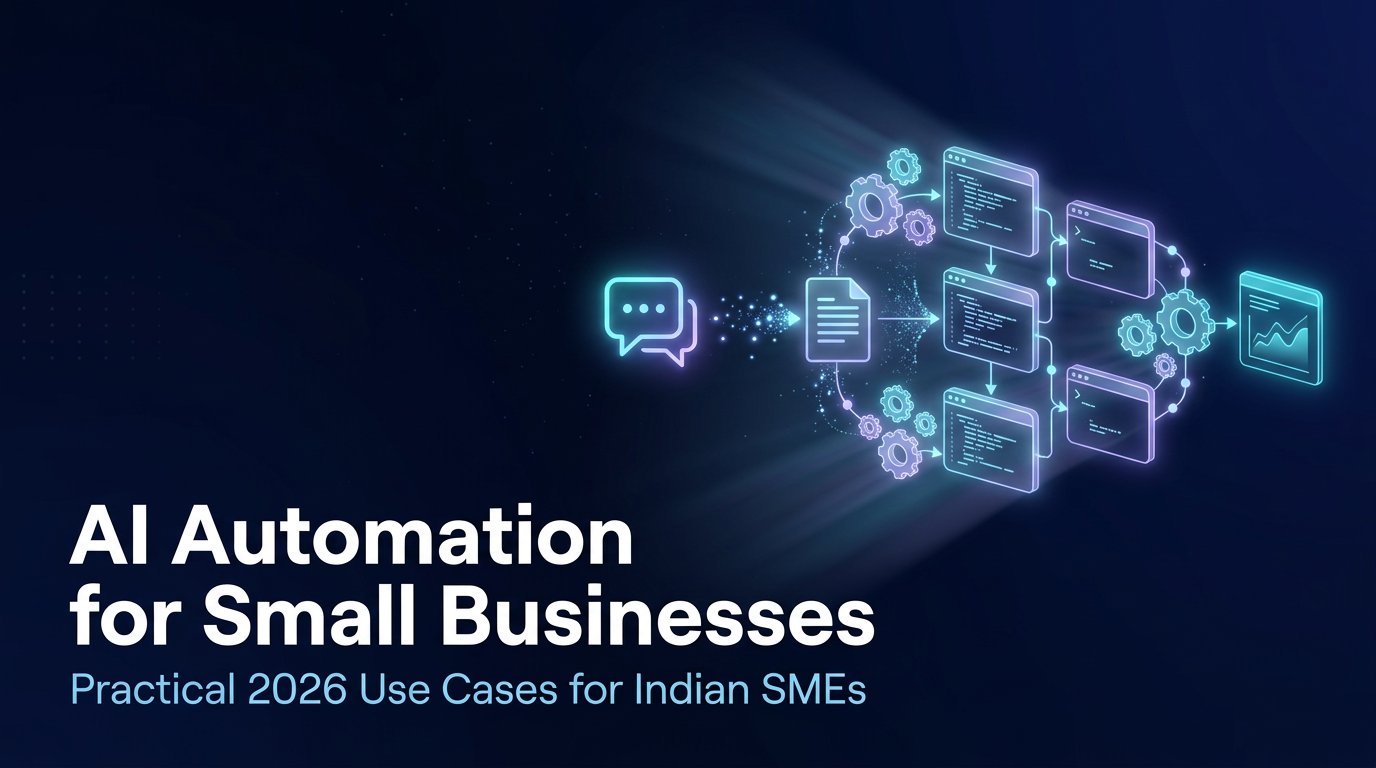 AI Automation
for Small Businesses
Practical 2026 Use Cases for Indian SMEs